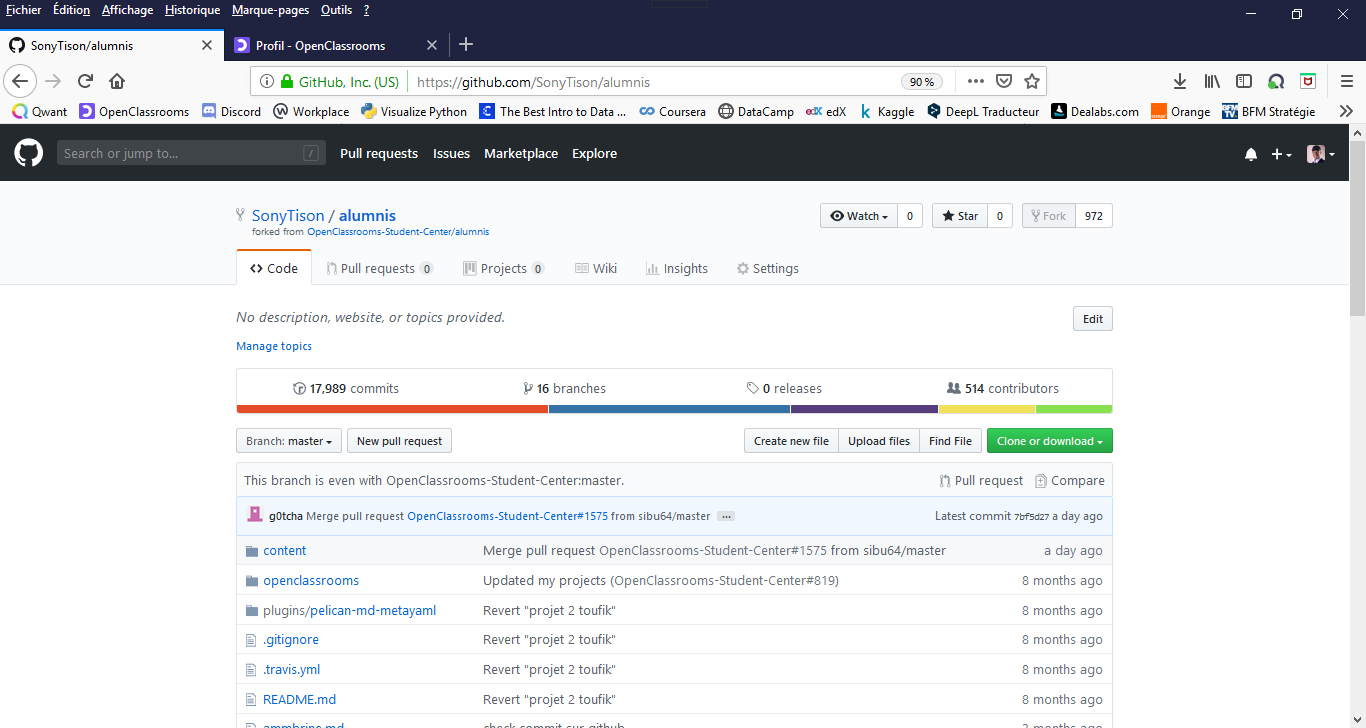 Fichier Édition Affichage Historique Marque-pages Outils ?
SonyTison/alumnis
Profil - OpenClassrooms
GitHub, Inc. (US) https://github.com/SonyTison/alumnis 90 %
Qwant OpenClassrooms Discord Workplace Visualize Python The Best Intro to Data ... Coursera DataCamp edX edX Kaggle DeepL Traducteur Dealabs.com Orange BFM Stratégie
Search or jump to... / Pull requests Issues Marketplace Explore
SonyTison / alumnis Watch 0 Star 0 Fork 972
forked from OpenClassrooms-Student-Center/alumnis
Code Pull requests 0 Projects 0 Wiki Insights Settings
No description, website, or topics provided. Edit
Manage topics
17,989 commits 16 branches 0 releases 514 contributors
Branch: master New pull request Create new file Upload files Find File Clone or download
This branch is even with OpenClassrooms-Student-Center:master. Pull request Compare
g0tcha Merge pull request OpenClassrooms-Student-Center#1575 from sibu64/master ... Latest commit 7bf5d27 a day ago
content Merge pull request OpenClassrooms-Student-Center#1575 from sibu64/master a day ago
openclassrooms Updated my projects (OpenClassrooms-Student-Center#819) 8 months ago
plugins/pelican-md-metayaml Revert "projet 2 toufik" 8 months ago
.gitignore Revert "projet 2 toufik" 8 months ago
.travis.yml Revert "projet 2 toufik" 8 months ago
README.md Revert "projet 2 toufik" 8 months ago
ammbrine.md check commit sur github 3 months ago